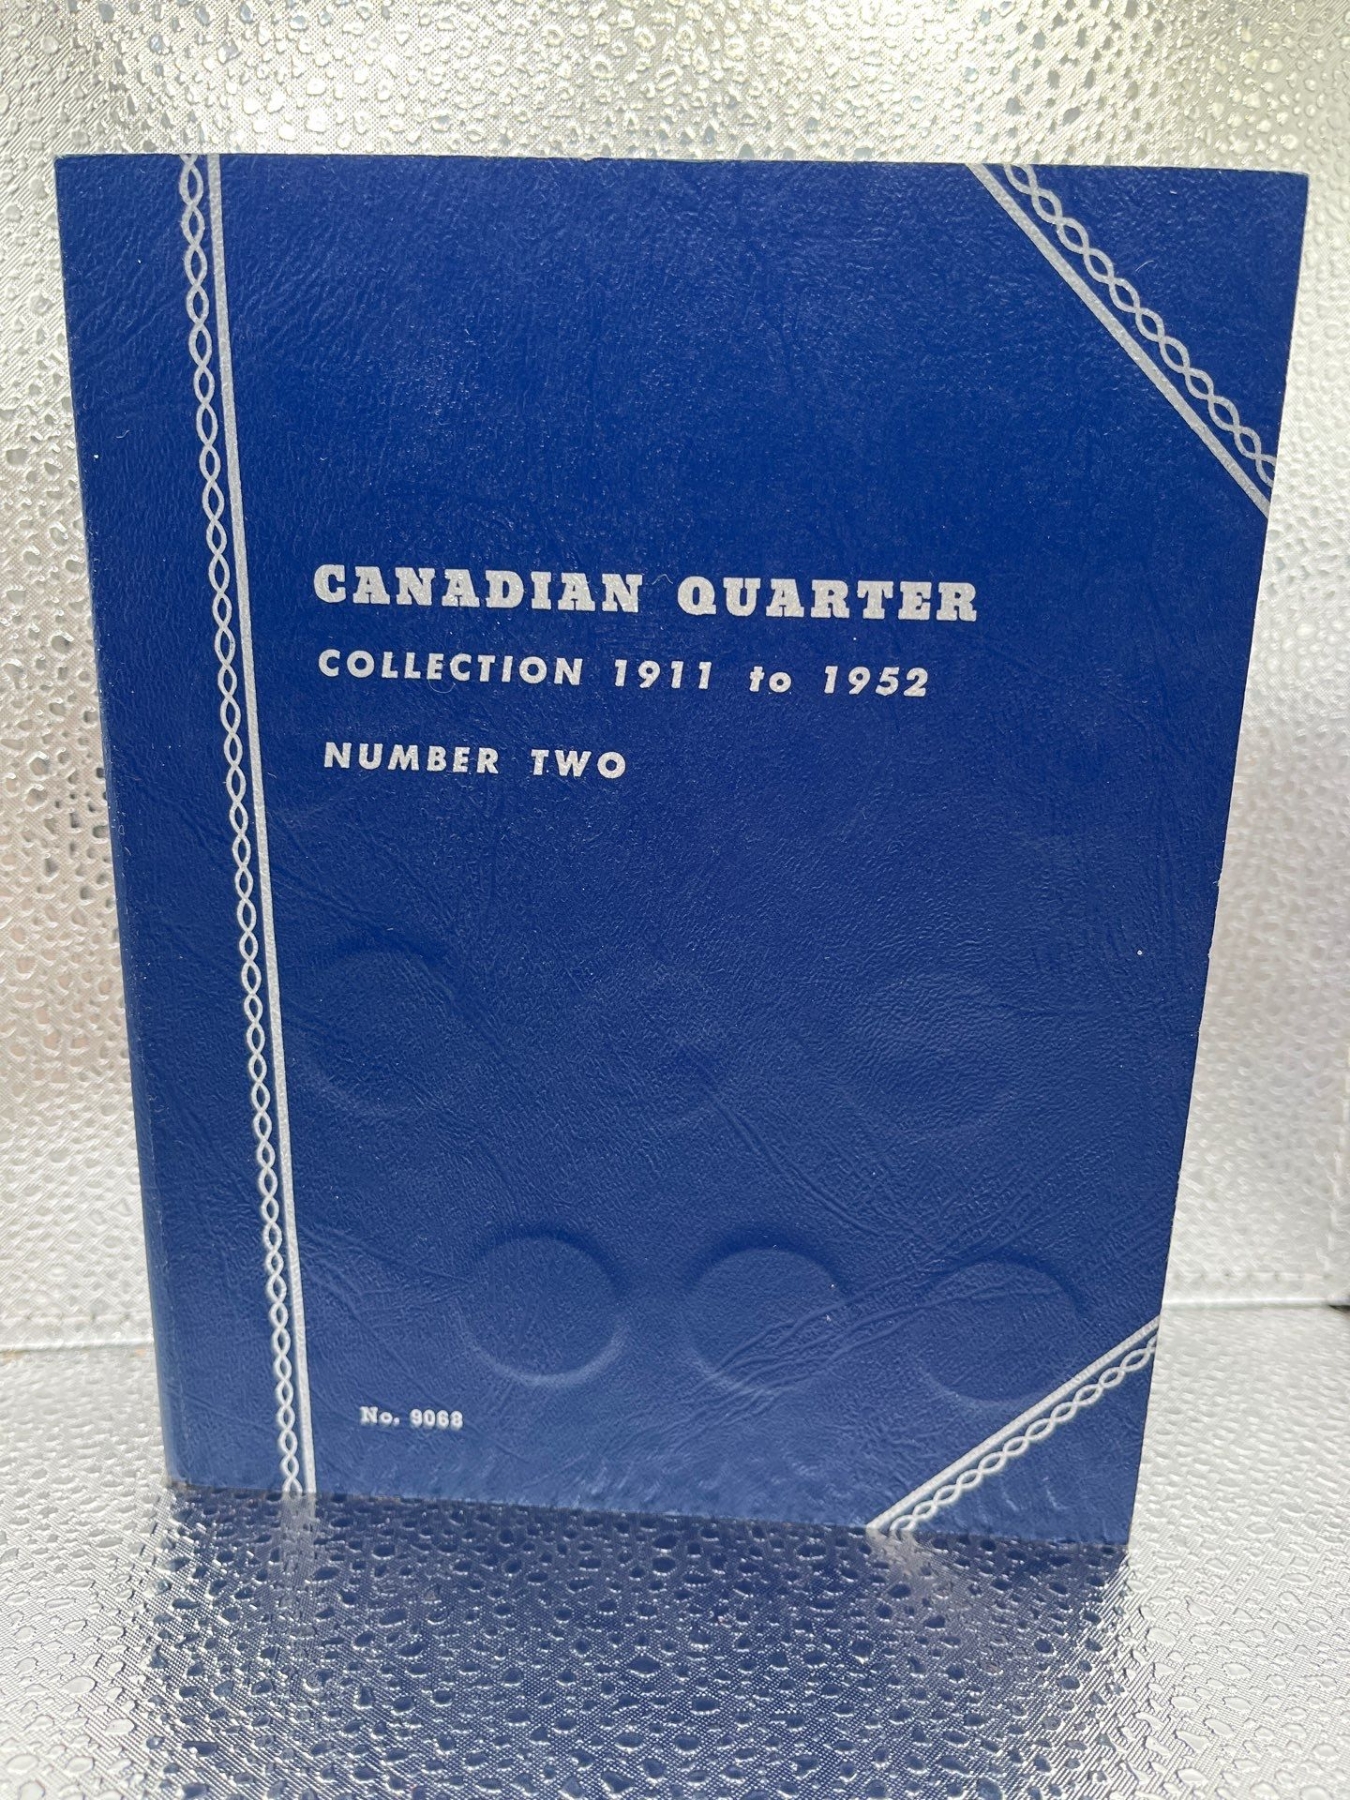 CANADIAN QUARTER
COLLECTION 1911 to 1952
NUMBER TWO
No. 9068